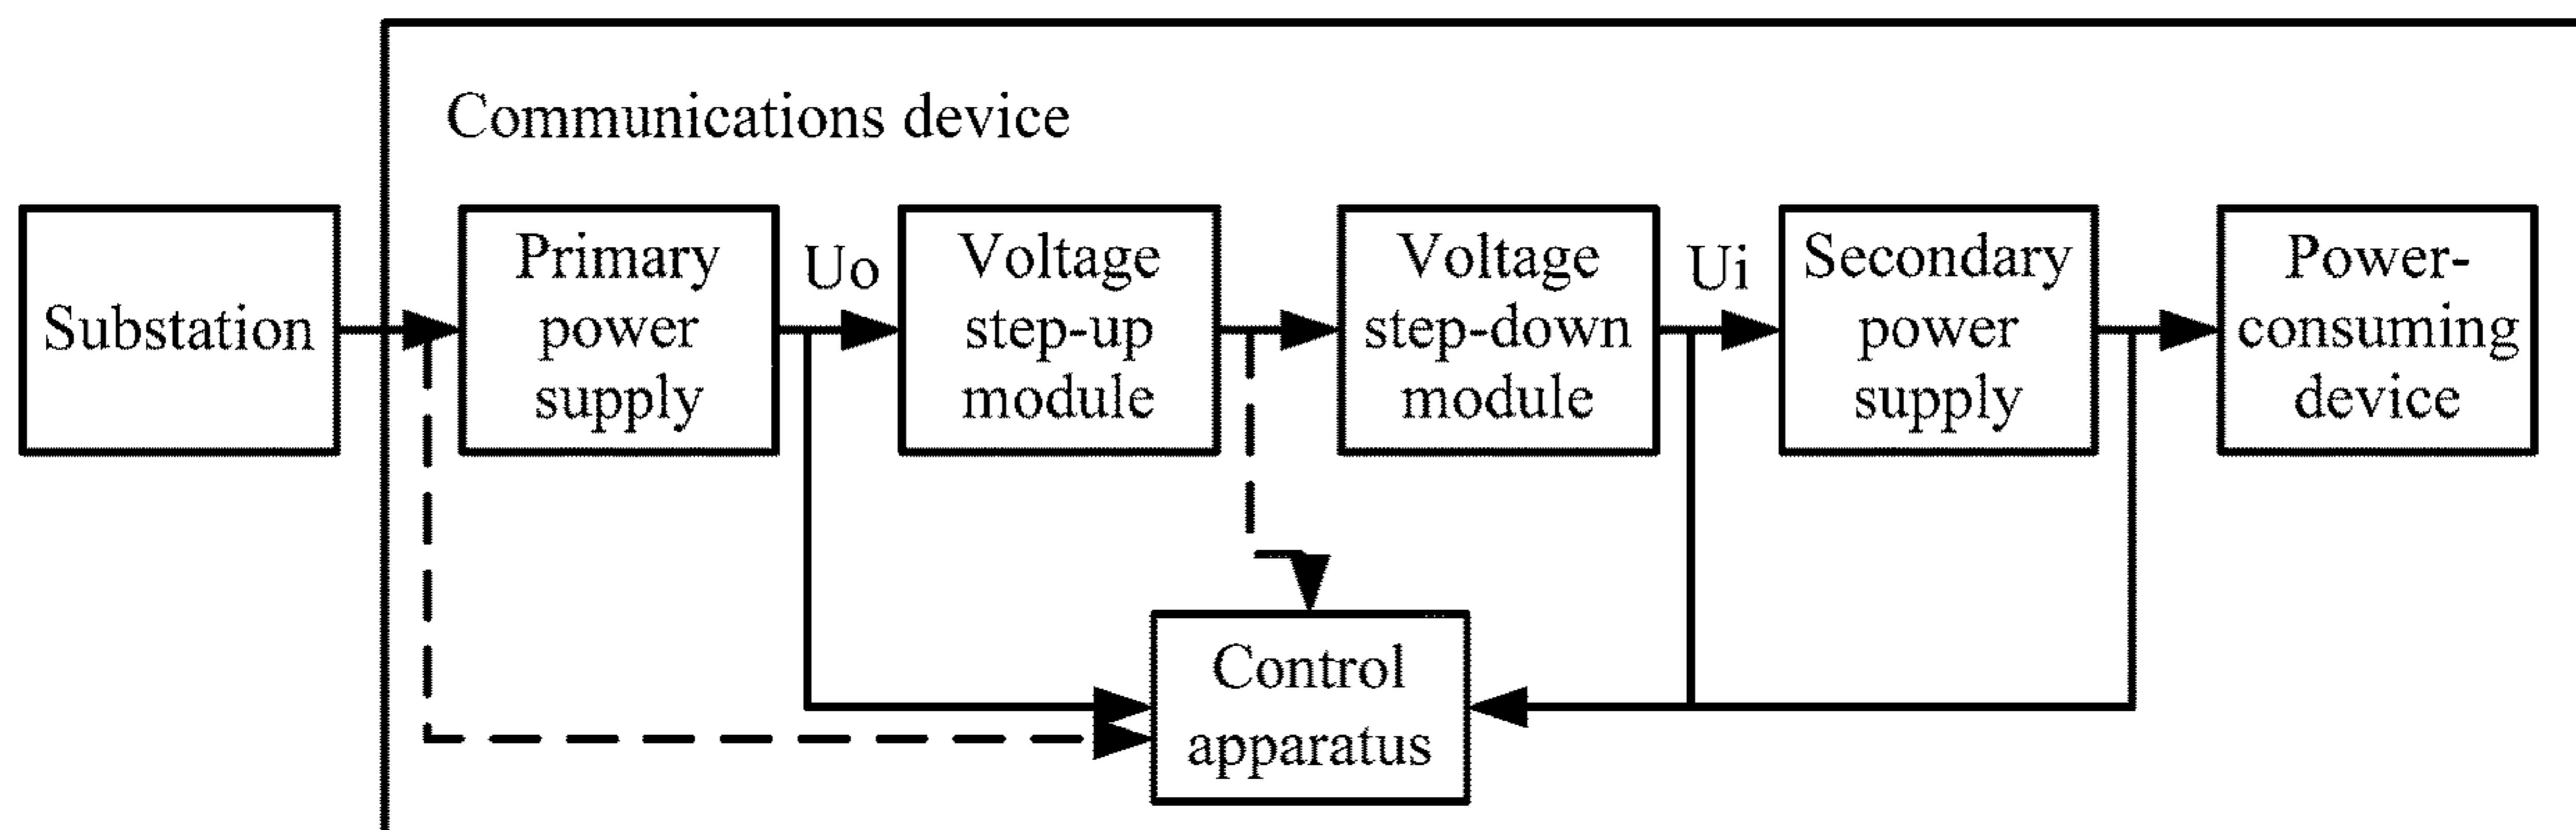 Communications device
Substation
Primary
power
supply
Uo
Voltage
step-up
module
Voltage
step-down
module
Ui
Secondary
power
supply
Power-
consuming
device
Control
apparatus